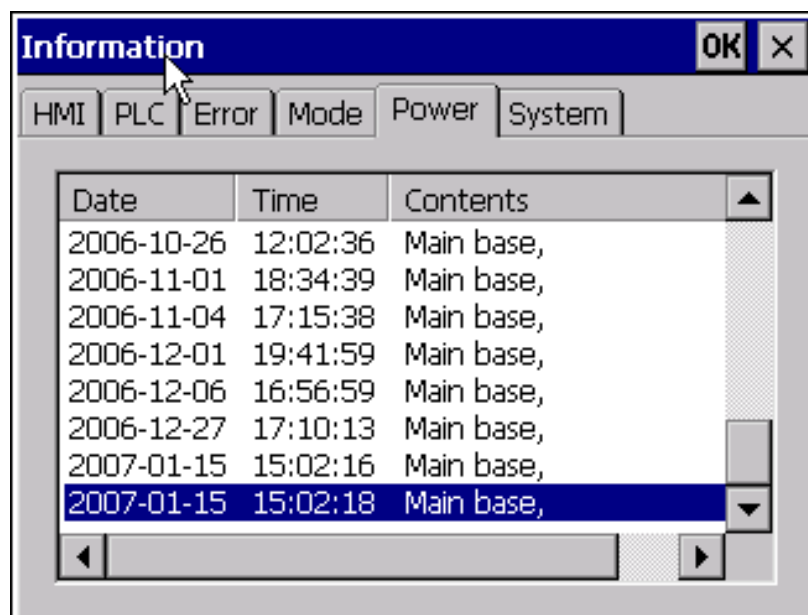 Information OK
HMI PLC Error Mode Power System
Date Time Contents
2006-10-26 12:02:36 Main base,
2006-11-01 18:34:39 Main base,
2006-11-04 17:15:38 Main base,
2006-12-01 19:41:59 Main base,
2006-12-06 16:56:59 Main base,
2006-12-27 17:10:13 Main base,
2007-01-15 15:02:16 Main base,
2007-01-15 15:02:18 Main base,